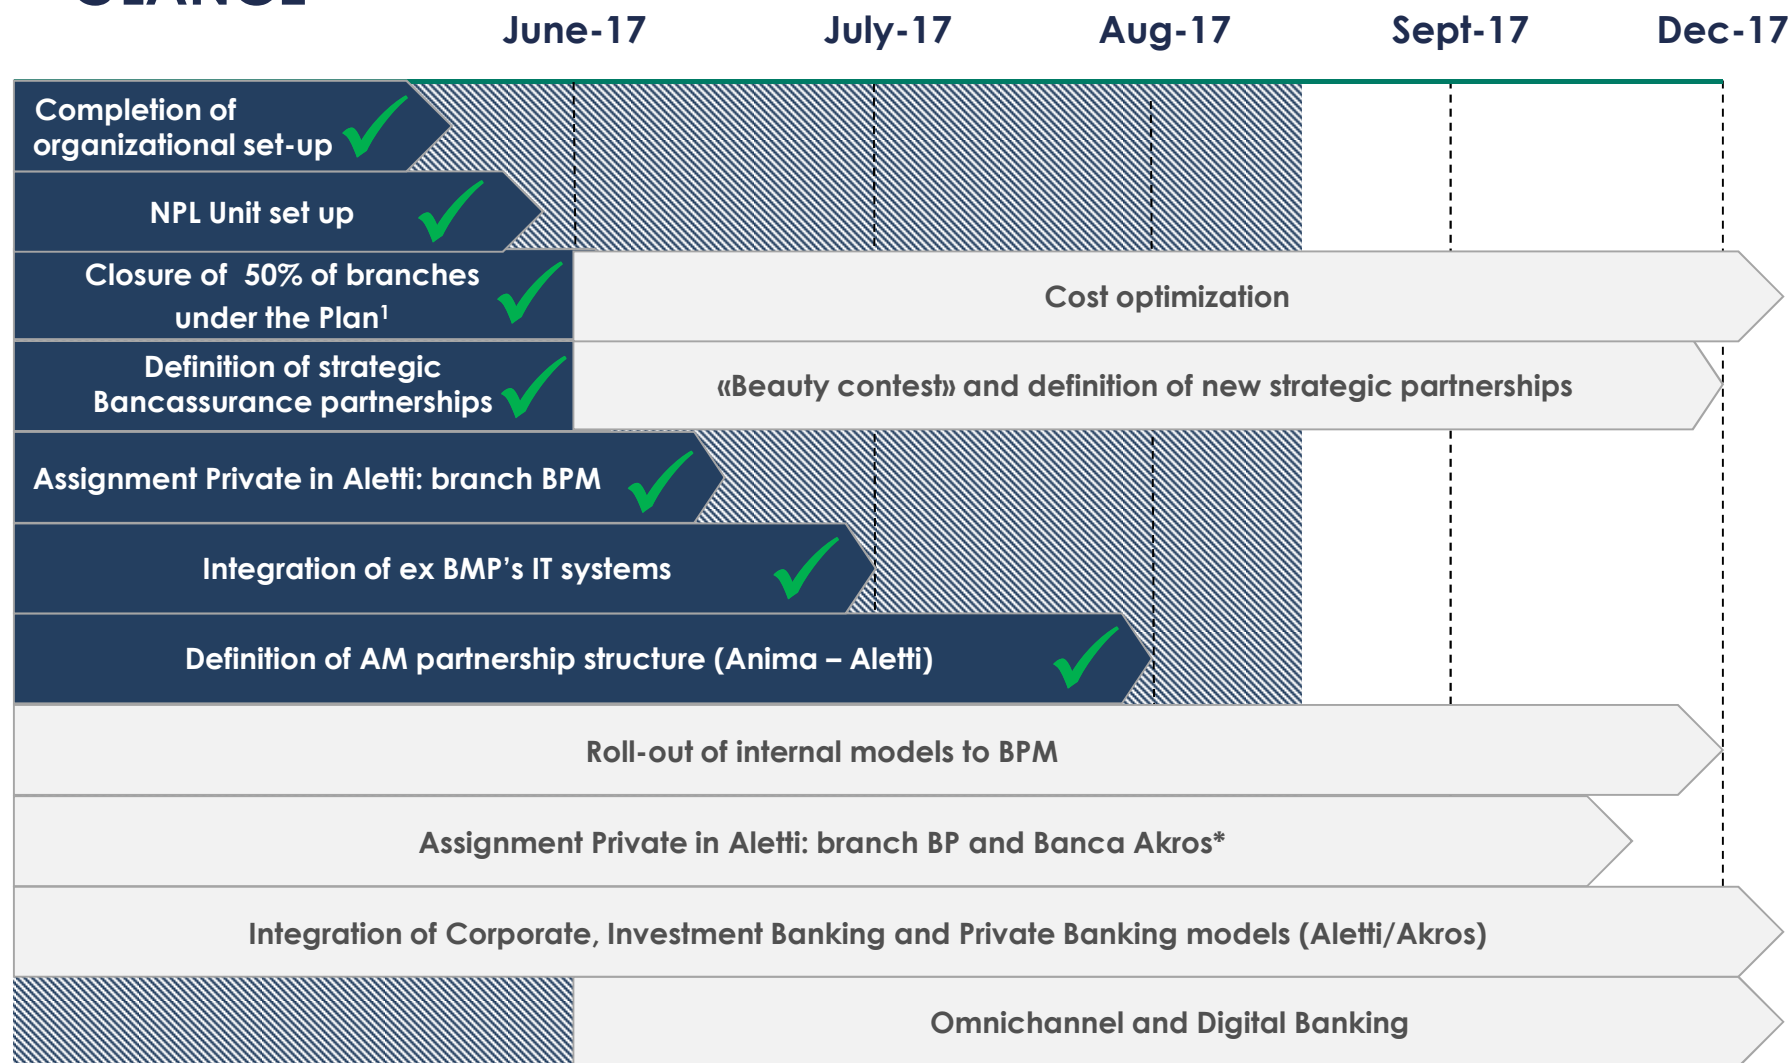 June-17 July-17 Aug-17 Sept-17 Dec-17
Completion of
organizational set-up
NPL Unit set up
Closure of 50% of branches
under the Plan¹
Cost optimization
Definition of strategic
Bancassurance partnerships
«Beauty contest» and definition of new strategic partnerships
Assignment Private in Aletti: branch BPM
Integration of ex BMP's IT systems
Definition of AM partnership structure (Anima – Aletti)
Roll-out of internal models to BPM
Assignment Private in Aletti: branch BP and Banca Akros*
Integration of Corporate, Investment Banking and Private Banking models (Aletti/Akros)
Omnichannel and Digital Banking